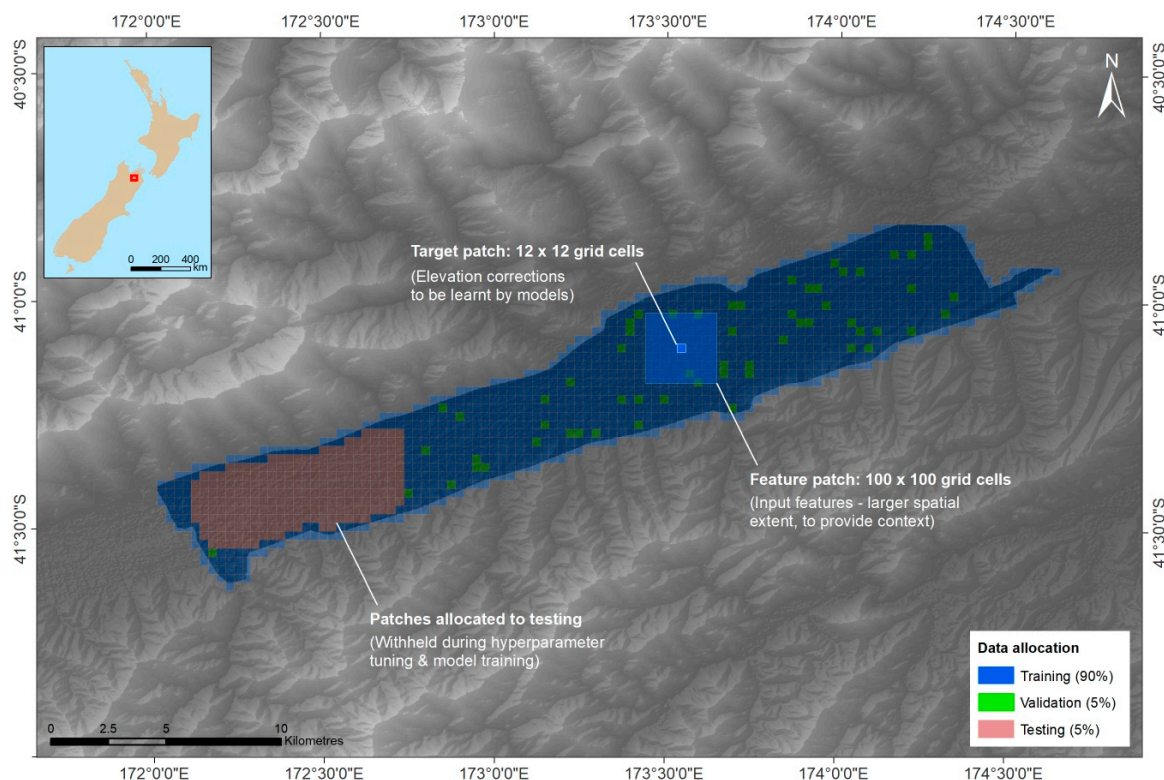 172°0'0"E
172°30'0"E
173°0'0"E
173°30'0"E
174°0'0"E
174°30'0"E
40°30'0"S
40°30'0"S
N
0 200 400
km
Target patch: 12 x 12 grid cells
(Elevation corrections
to be learnt by models)
41°0'0"S
41°0'0"S
Feature patch: 100 x 100 grid cells
(Input features - larger spatial
extent, to provide context)
41°30'0"S
41°30'0"S
Patches allocated to testing
(Withheld during hyperparameter
tuning & model training)
Data allocation
Training (90%)
Validation (5%)
Testing (5%)
0 2.5 5 10
Kilometres
172°0'0"E
172°30'0"E
173°0'0"E
173°30'0"E
174°0'0"E
174°30'0"E